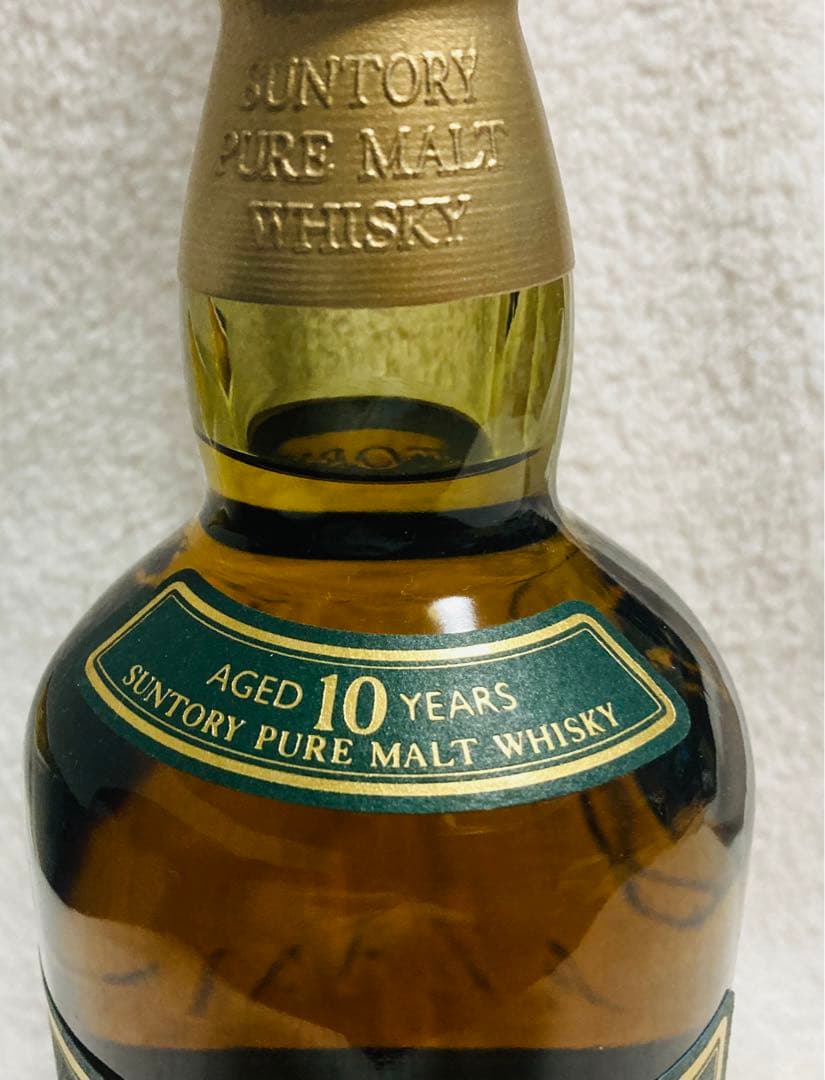 SUNTORY
PURE MALT
WHISKY
AGED 10 YEARS
SUNTORY PURE MALT WHISKY